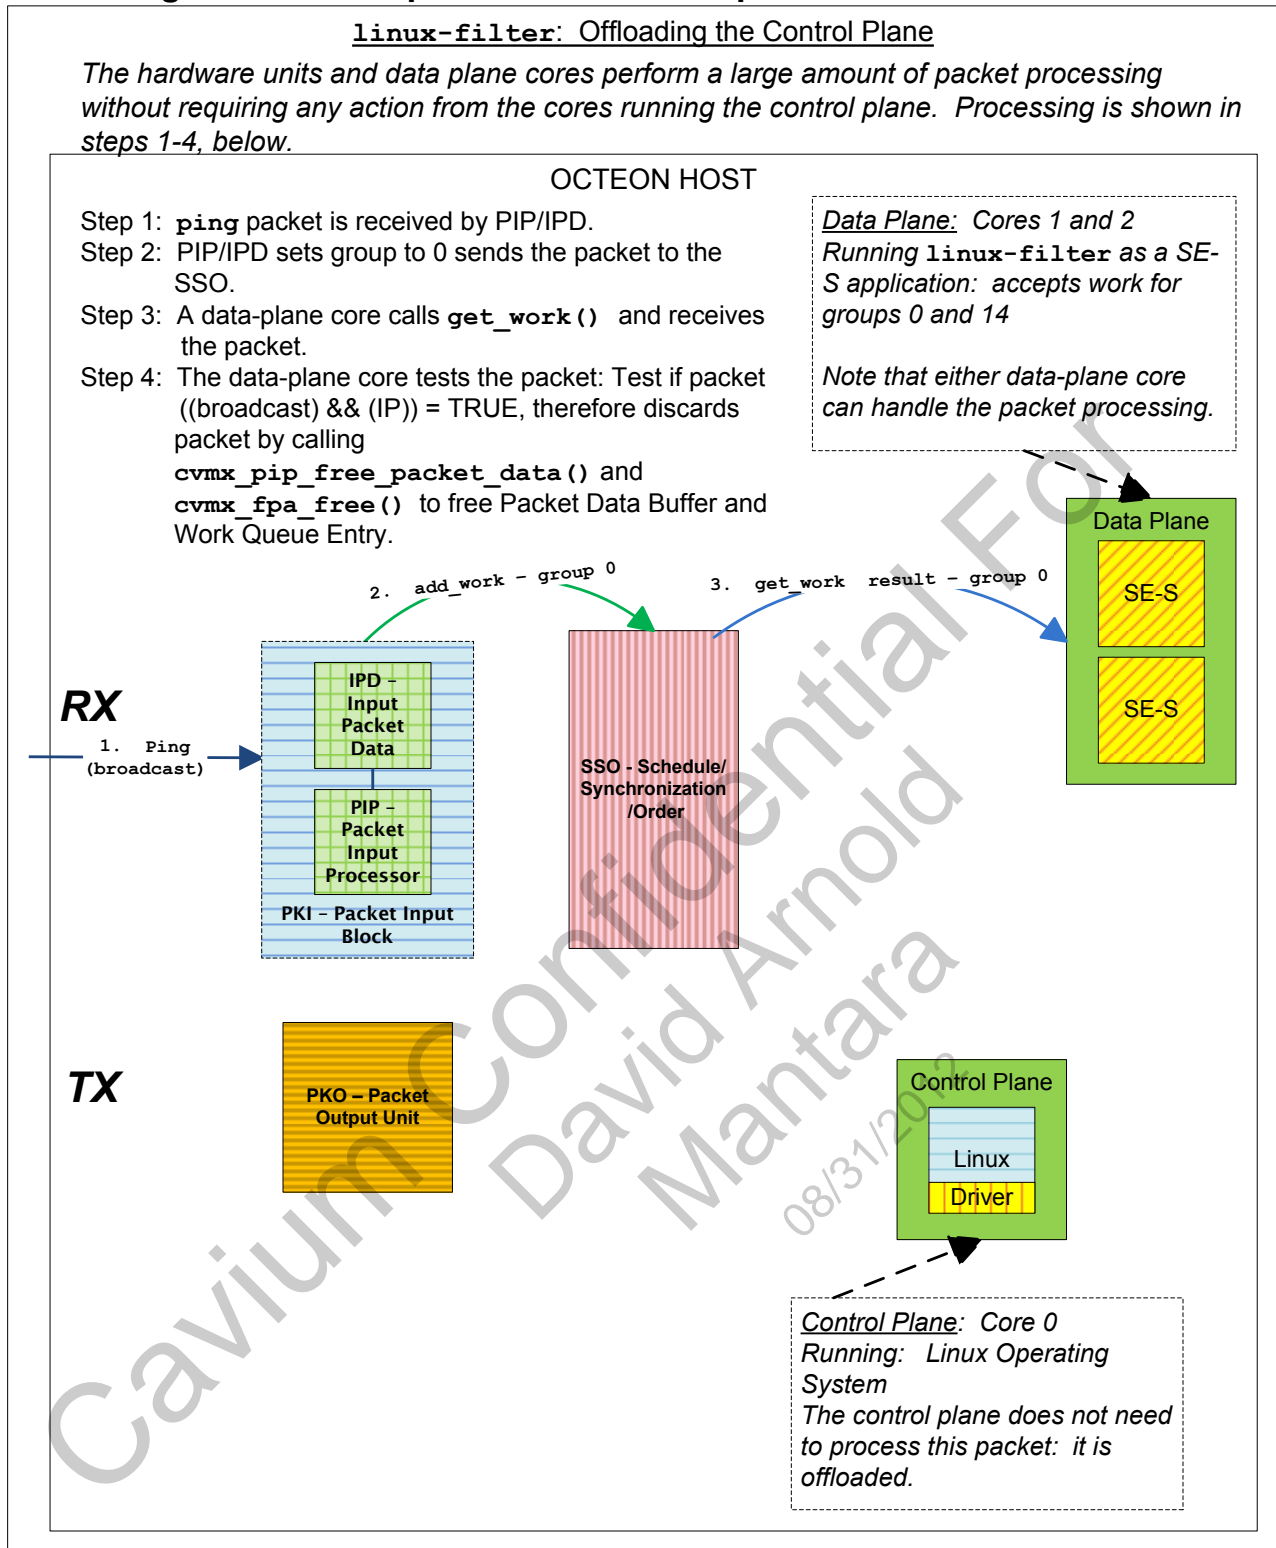 linux-filter: Offloading the Control Plane
The hardware units and data plane cores perform a large amount of packet processing
without requiring any action from the cores running the control plane. Processing is shown in
steps 1-4, below.
OCTEON HOST
Step 1: ping packet is received by PIP/IPD.
Step 2: PIP/IPD sets group to 0 sends the packet to the
SSO.
Step 3: A data-plane core calls get_work() and receives
the packet.
Step 4: The data-plane core tests the packet: Test if packet
((broadcast) && (IP)) = TRUE, therefore discards
packet by calling
cvmx_pip_free_packet_data() and
cvmx_fpa_free() to free Packet Data Buffer and
Work Queue Entry.
Data Plane: Cores 1 and 2
Running linux-filter as a SE-
S application: accepts work for
groups 0 and 14
Note that either data-plane core
can handle the packet processing.
2. add_work – group 0
3. get_work result – group 0
Data Plane
SE-S
SE-S
RX
1. Ping
(broadcast)
IPD –
Input
Packet
Data
PIP –
Packet
Input
Processor
PKI – Packet Input
Block
SSO - Schedule/
Synchronization
/Order
TX
PKO – Packet
Output Unit
Control Plane
Linux
Driver
Control Plane: Core 0
Running: Linux Operating
System
The control plane does not need
to process this packet: it is
offloaded.
Cavium Confidential For
David Arnold
Mantara
08/31/2012